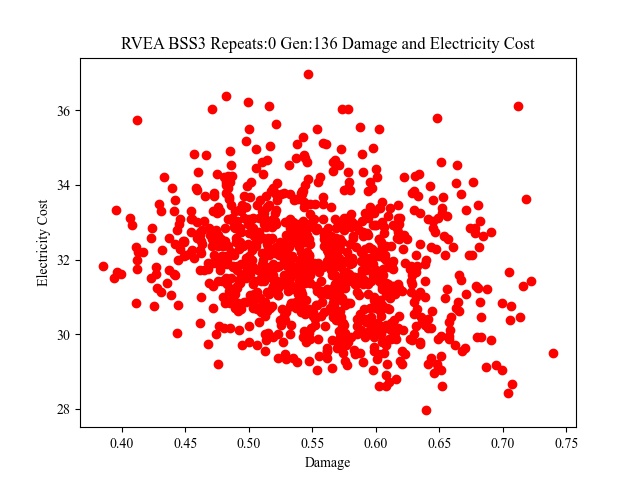 RVEA BSS3 Repeats:0 Gen:136 Damage and Electricity Cost
36
34
32
30
28
Electricity Cost
0.40 0.45 0.50 0.55 0.60 0.65 0.70 0.75
Damage